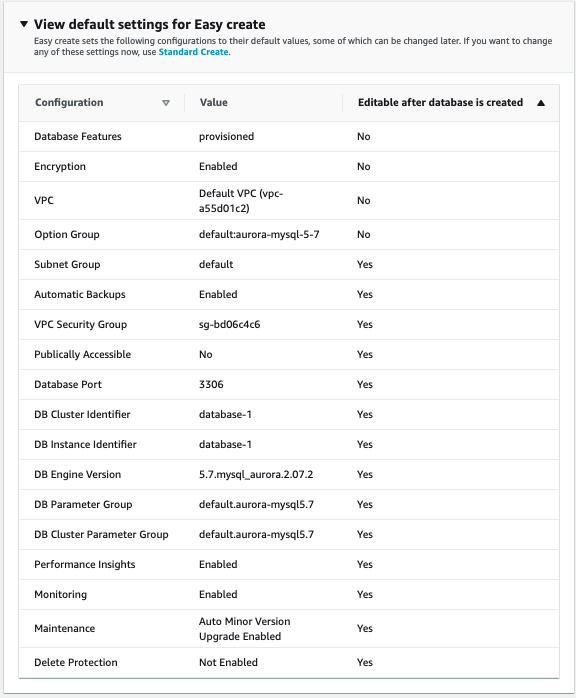 View default settings for Easy create
Easy create sets the following configurations to their default values, some of which can be changed later. If you want to change
any of these settings now, use Standard Create.
Configuration Value Editable after database is created
Database Features provisioned No
Encryption Enabled No
VPC Default VPC (vpc-
a55d01c2) No
Option Group default:aurora-mysql-5-7 No
Subnet Group default Yes
Automatic Backups Enabled Yes
VPC Security Group sg-bd06c4c6 Yes
Publically Accessible No Yes
Database Port 3306 Yes
DB Cluster Identifier database-1 Yes
DB Instance Identifier database-1 Yes
DB Engine Version 5.7.mysql_aurora.2.07.2 Yes
DB Parameter Group default.aurora-mysql5.7 Yes
DB Cluster Parameter Group default.aurora-mysql5.7 Yes
Performance Insights Enabled Yes
Monitoring Enabled Yes
Maintenance Auto Minor Version
Upgrade Enabled Yes
Delete Protection Not Enabled Yes